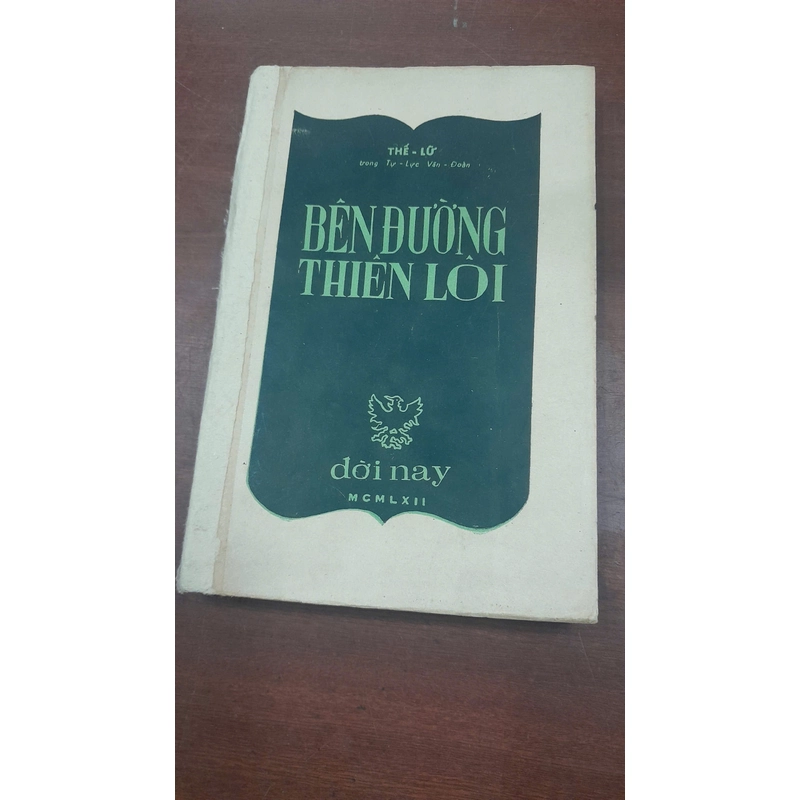 THẾ - LỮ
trong Tự - Lực Văn - Đoàn
BÊN ĐƯỜNG
THIÊN LÔI
đời nay
MCMLXII